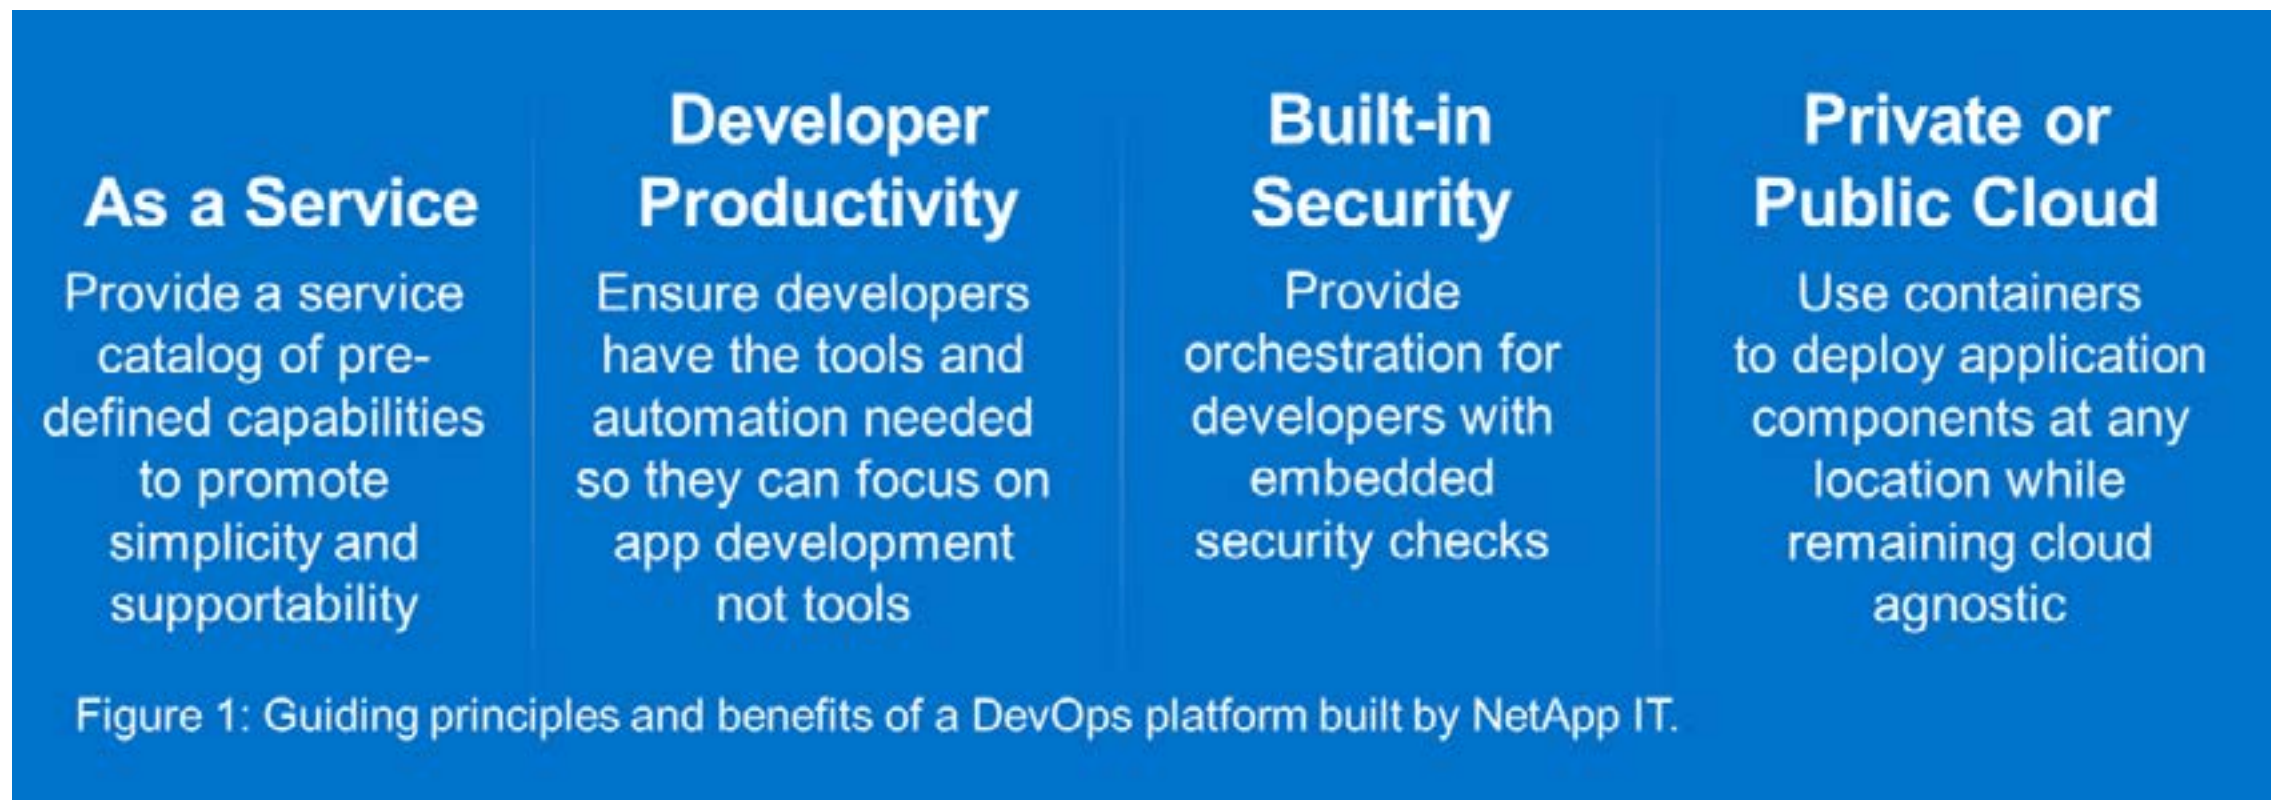 As a Service
Provide a service
catalog of pre-
defined capabilities
to promote
simplicity and
supportability
Developer
Productivity
Ensure developers
have the tools and
automation needed
so they can focus on
app development
not tools
Built-in
Security
Provide
orchestration for
developers with
embedded
security checks
Private or
Public Cloud
Use containers
to deploy application
components at any
location while
remaining cloud
agnostic
Figure 1: Guiding principles and benefits of a DevOps platform built by NetApp IT.